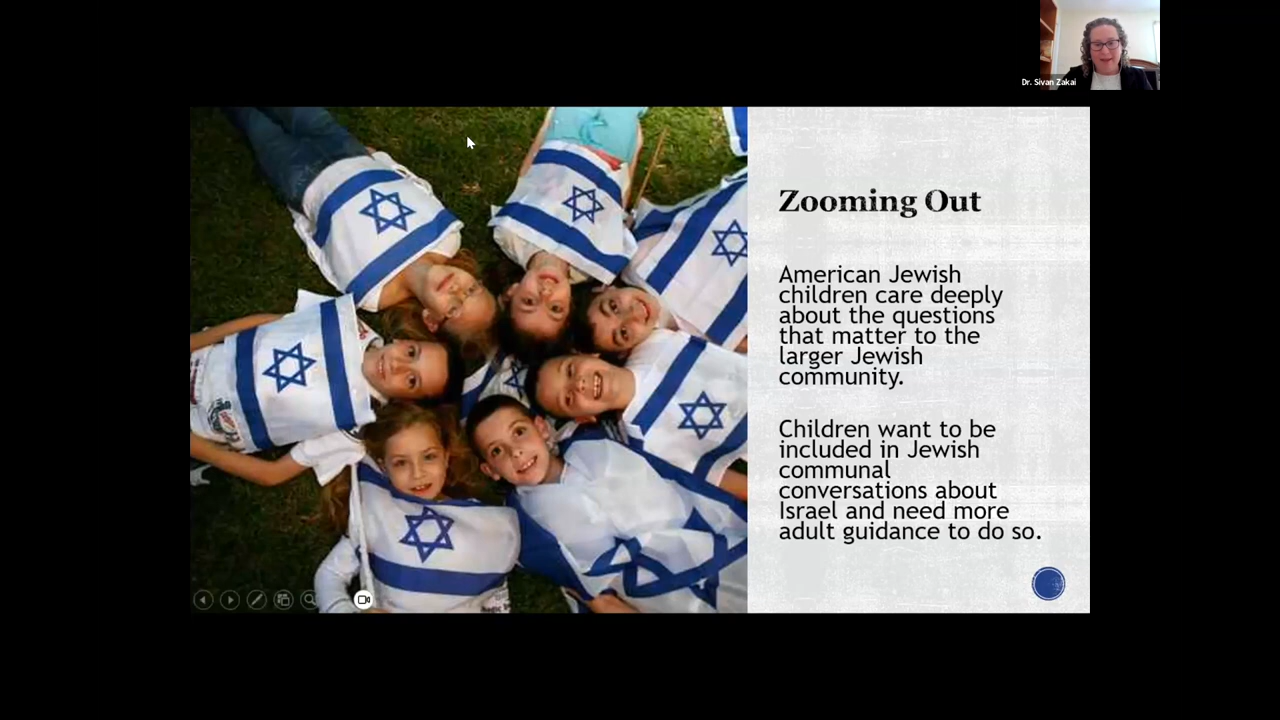 Dr. Sivan Zakai
Zooming Out
American Jewish
children care deeply
about the questions
that matter to the
larger Jewish
community.
Children want to be
included in Jewish
communal
conversations about
Israel and need more
adult guidance to do so.